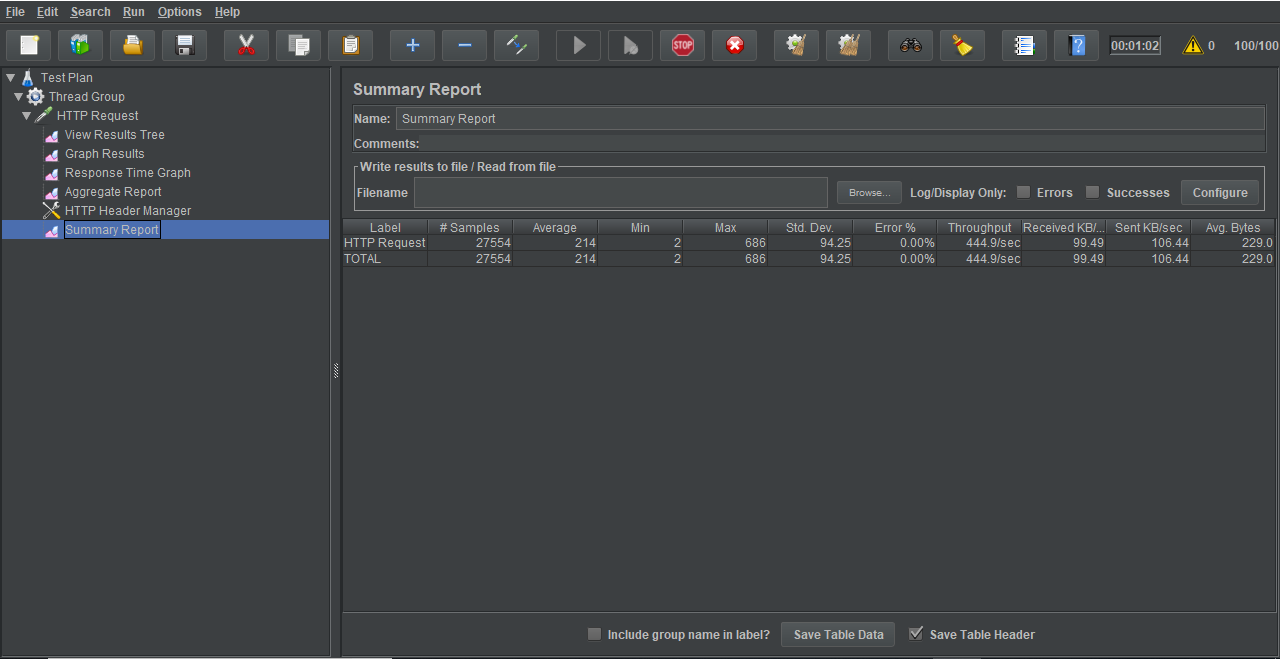 File Edit Search Run Options Help
STOP 00:01:02 0 100/100
Test Plan
Thread Group
HTTP Request
View Results Tree
Graph Results
Response Time Graph
Aggregate Report
HTTP Header Manager
Summary Report
Summary Report
Name: Summary Report
Comments:
Write results to file / Read from file
Filename Browse... Log/Display Only: Errors Successes Configure
Label # Samples Average Min Max Std. Dev. Error % Throughput Received KB/... Sent KB/sec Avg. Bytes
HTTP Request 27554 214 2 686 94.25 0.00% 444.9/sec 99.49 106.44 229.0
TOTAL 27554 214 2 686 94.25 0.00% 444.9/sec 99.49 106.44 229.0
Include group name in label? Save Table Data Save Table Header